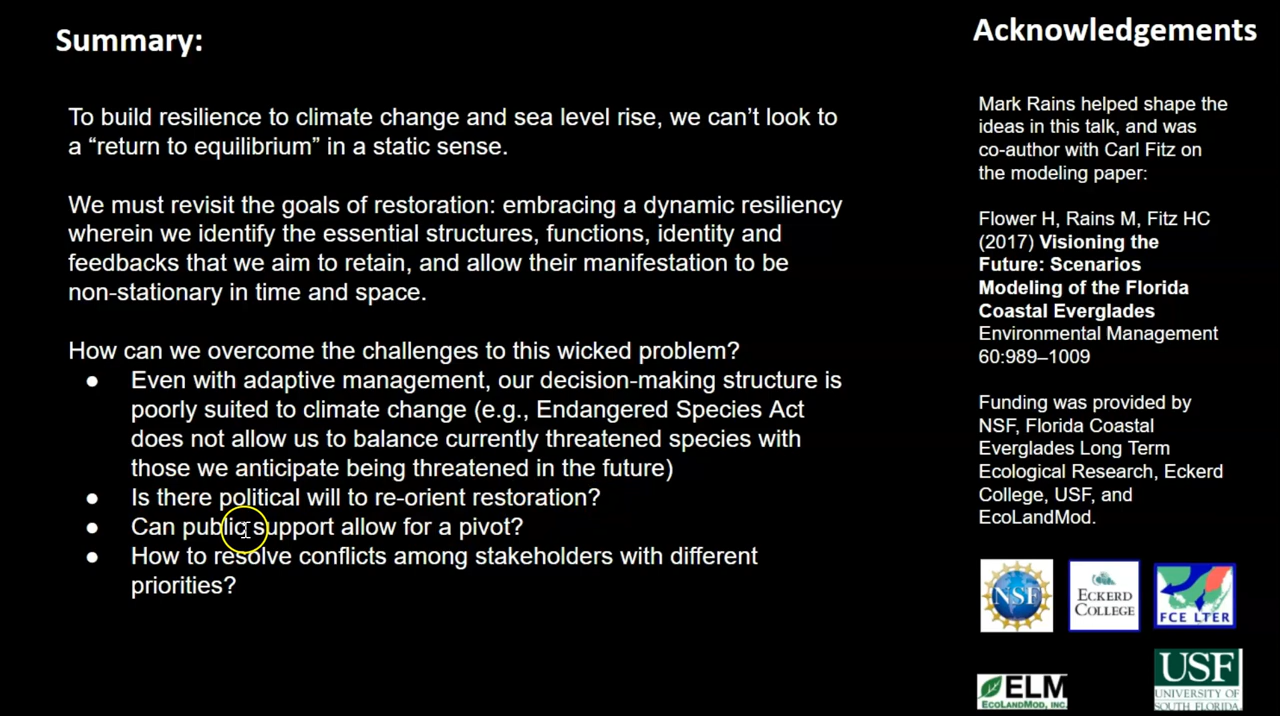 Summary:
To build resilience to climate change and sea level rise, we can't look to
a “return to equilibrium” in a static sense.
We must revisit the goals of restoration: embracing a dynamic resiliency
wherein we identify the essential structures, functions, identity and
feedbacks that we aim to retain, and allow their manifestation to be
non-stationary in time and space.
How can we overcome the challenges to this wicked problem?
● Even with adaptive management, our decision-making structure is
poorly suited to climate change (e.g., Endangered Species Act
does not allow us to balance currently threatened species with
those we anticipate being threatened in the future)
● Is there political will to re-orient restoration?
● Can public support allow for a pivot?
● How to resolve conflicts among stakeholders with different
priorities?
Acknowledgements
Mark Rains helped shape the
ideas in this talk, and was
co-author with Carl Fitz on
the modeling paper:
Flower H, Rains M, Fitz HC
(2017) Visioning the
Future: Scenarios
Modeling of the Florida
Coastal Everglades
Environmental Management
60:989–1009
Funding was provided by
NSF, Florida Coastal
Everglades Long Term
Ecological Research, Eckerd
College, USF, and
EcoLandMod.
NSF
ECKERD
COLLEGE
FCE LTER
ELM
ECOLANDMOD, INC.
USF
UNIVERSITY OF
SOUTH FLORIDA